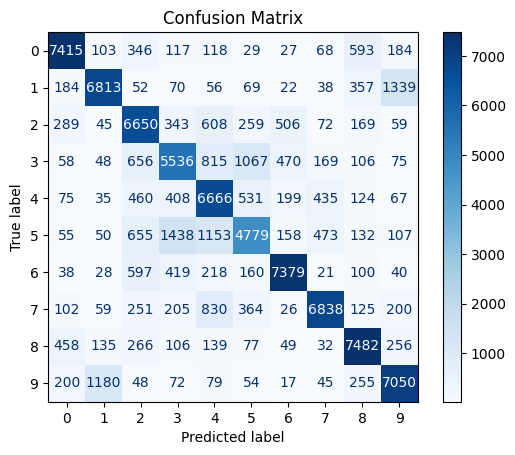 Confusion Matrix
0 7415 103 346 117 118 29 27 68 593 184
1 184 6813 52 70 56 69 22 38 357 1339
2 289 45 6650 343 608 259 506 72 169 59
3 58 48 656 5536 815 1067 470 169 106 75
4 75 35 460 408 6666 531 199 435 124 67
5 55 50 655 1438 1153 4779 158 473 132 107
6 38 28 597 419 218 160 7379 21 100 40
7 102 59 251 205 830 364 26 6838 125 200
8 458 135 266 106 139 77 49 32 7482 256
9 200 1180 48 72 79 54 17 45 255 7050
0 1 2 3 4 5 6 7 8 9
Predicted label
True label
7000
6000
5000
4000
3000
2000
1000